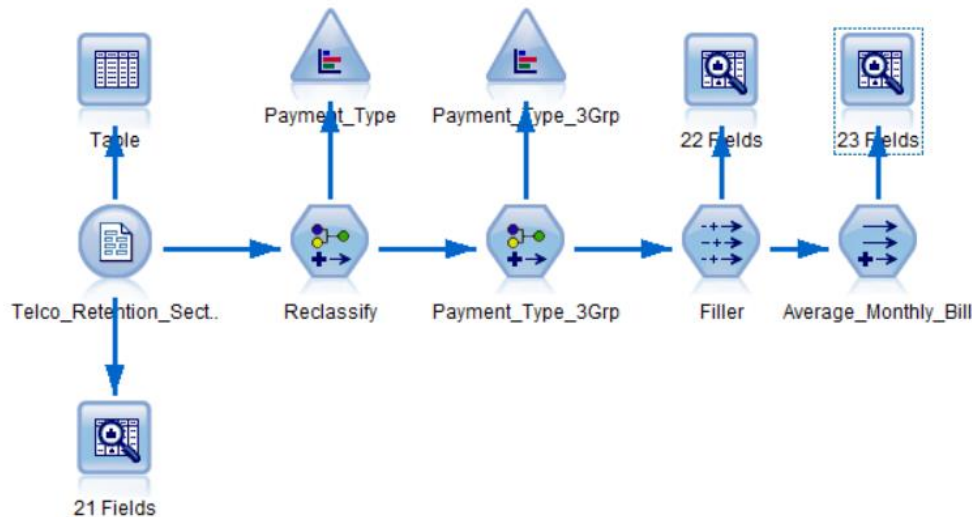 Table
Payment_Type
Payment_Type_3Grp
22 Fields
23 Fields
Telco_Retention_Sect..
Reclassify
Payment_Type_3Grp
Filler
Average_Monthly_Bill
21 Fields